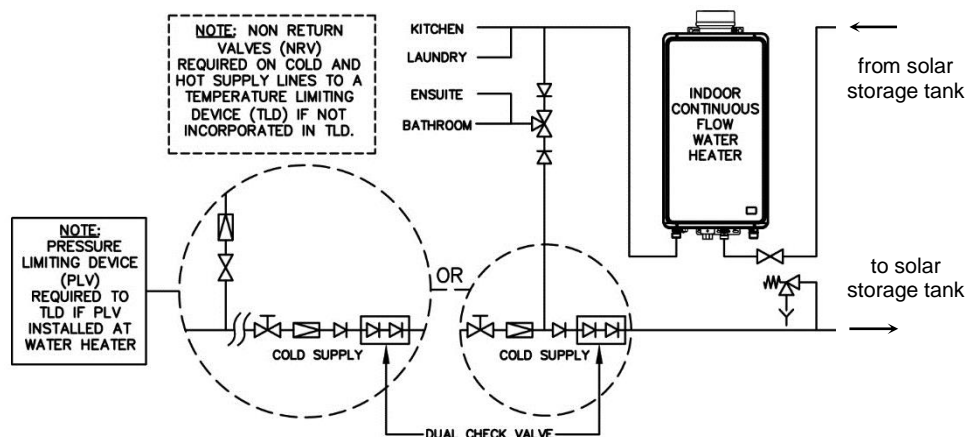 NOTE: NON RETURN
VALVES (NRV)
REQUIRED ON COLD AND
HOT SUPPLY LINES TO A
TEMPERATURE LIMITING
DEVICE (TLD) IF NOT
INCORPORATED IN TLD.
KITCHEN
LAUNDRY
ENSUITE
BATHROOM
INDOOR
CONTINUOUS
FLOW
WATER
HEATER
from solar
storage tank
NOTE:
PRESSURE
LIMITING DEVICE
(PLV)
REQUIRED TO
TLD IF PLV
INSTALLED AT
WATER HEATER
OR
to solar
storage tank
COLD SUPPLY
COLD SUPPLY
DUAL CHECK VALVE